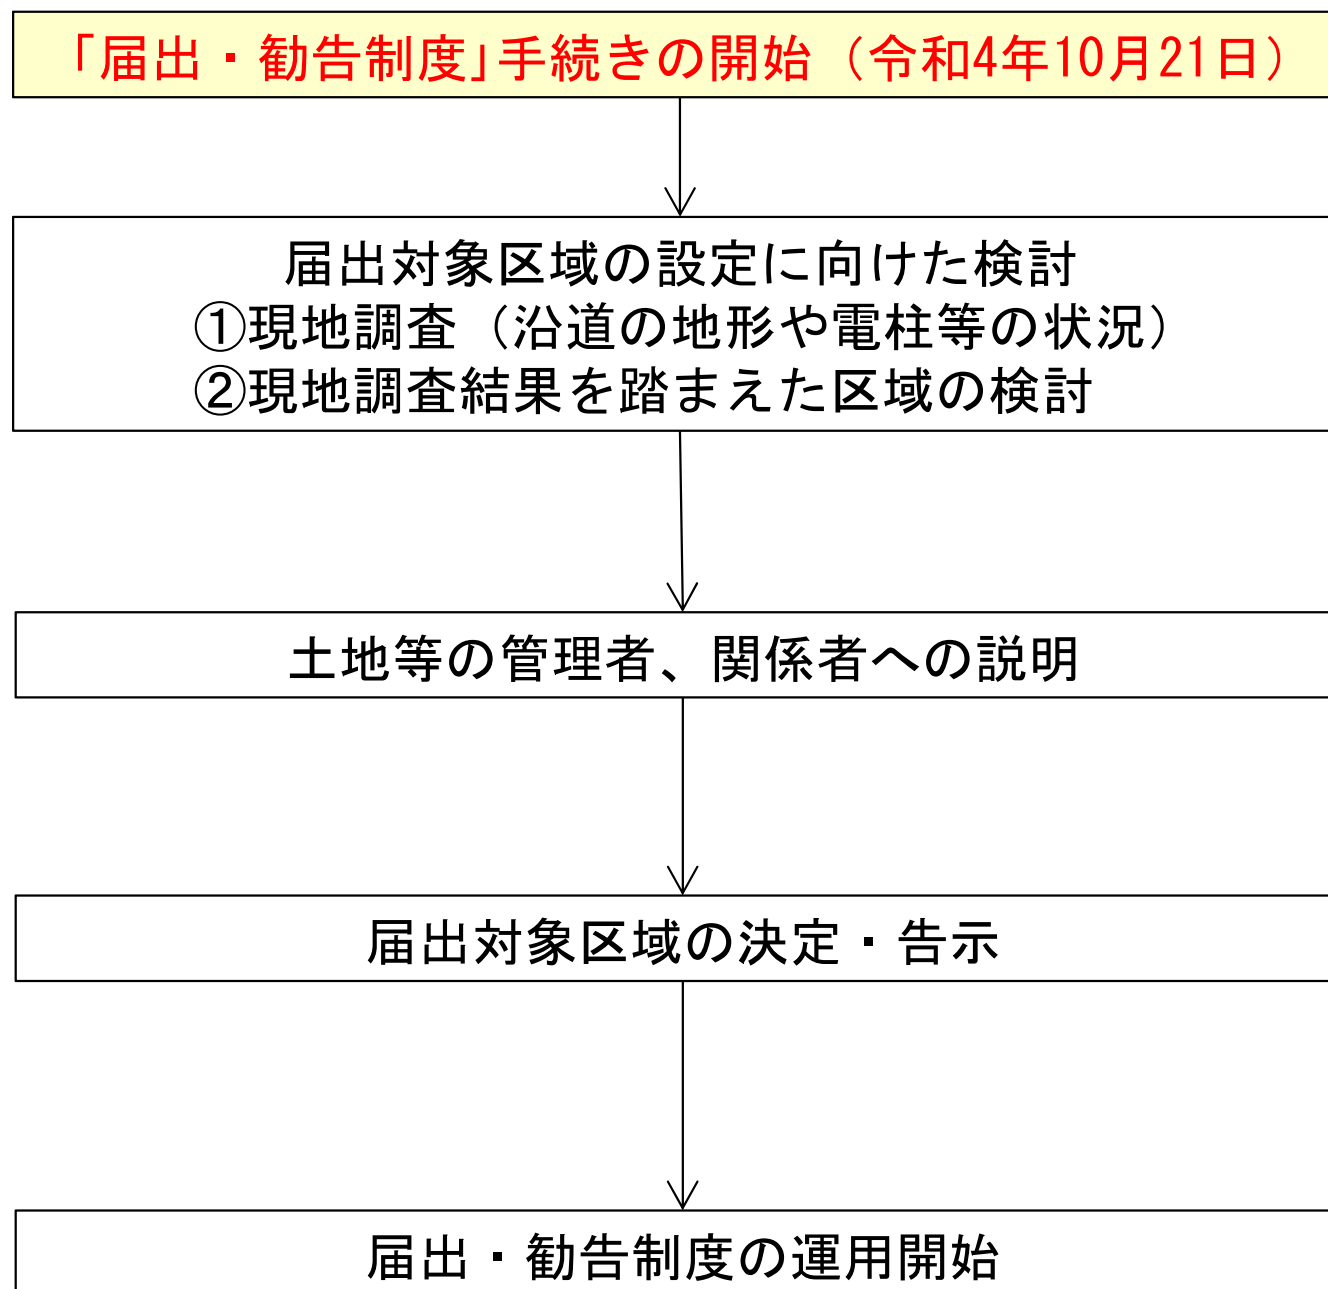 「届出・勧告制度」手続きの開始（令和4年10月21日）
届出対象区域の設定に向けた検討
①現地調査（沿道の地形や電柱等の状況）
②現地調査結果を踏まえた区域の検討
土地等の管理者、関係者への説明
届出対象区域の決定・告示
届出・勧告制度の運用開始